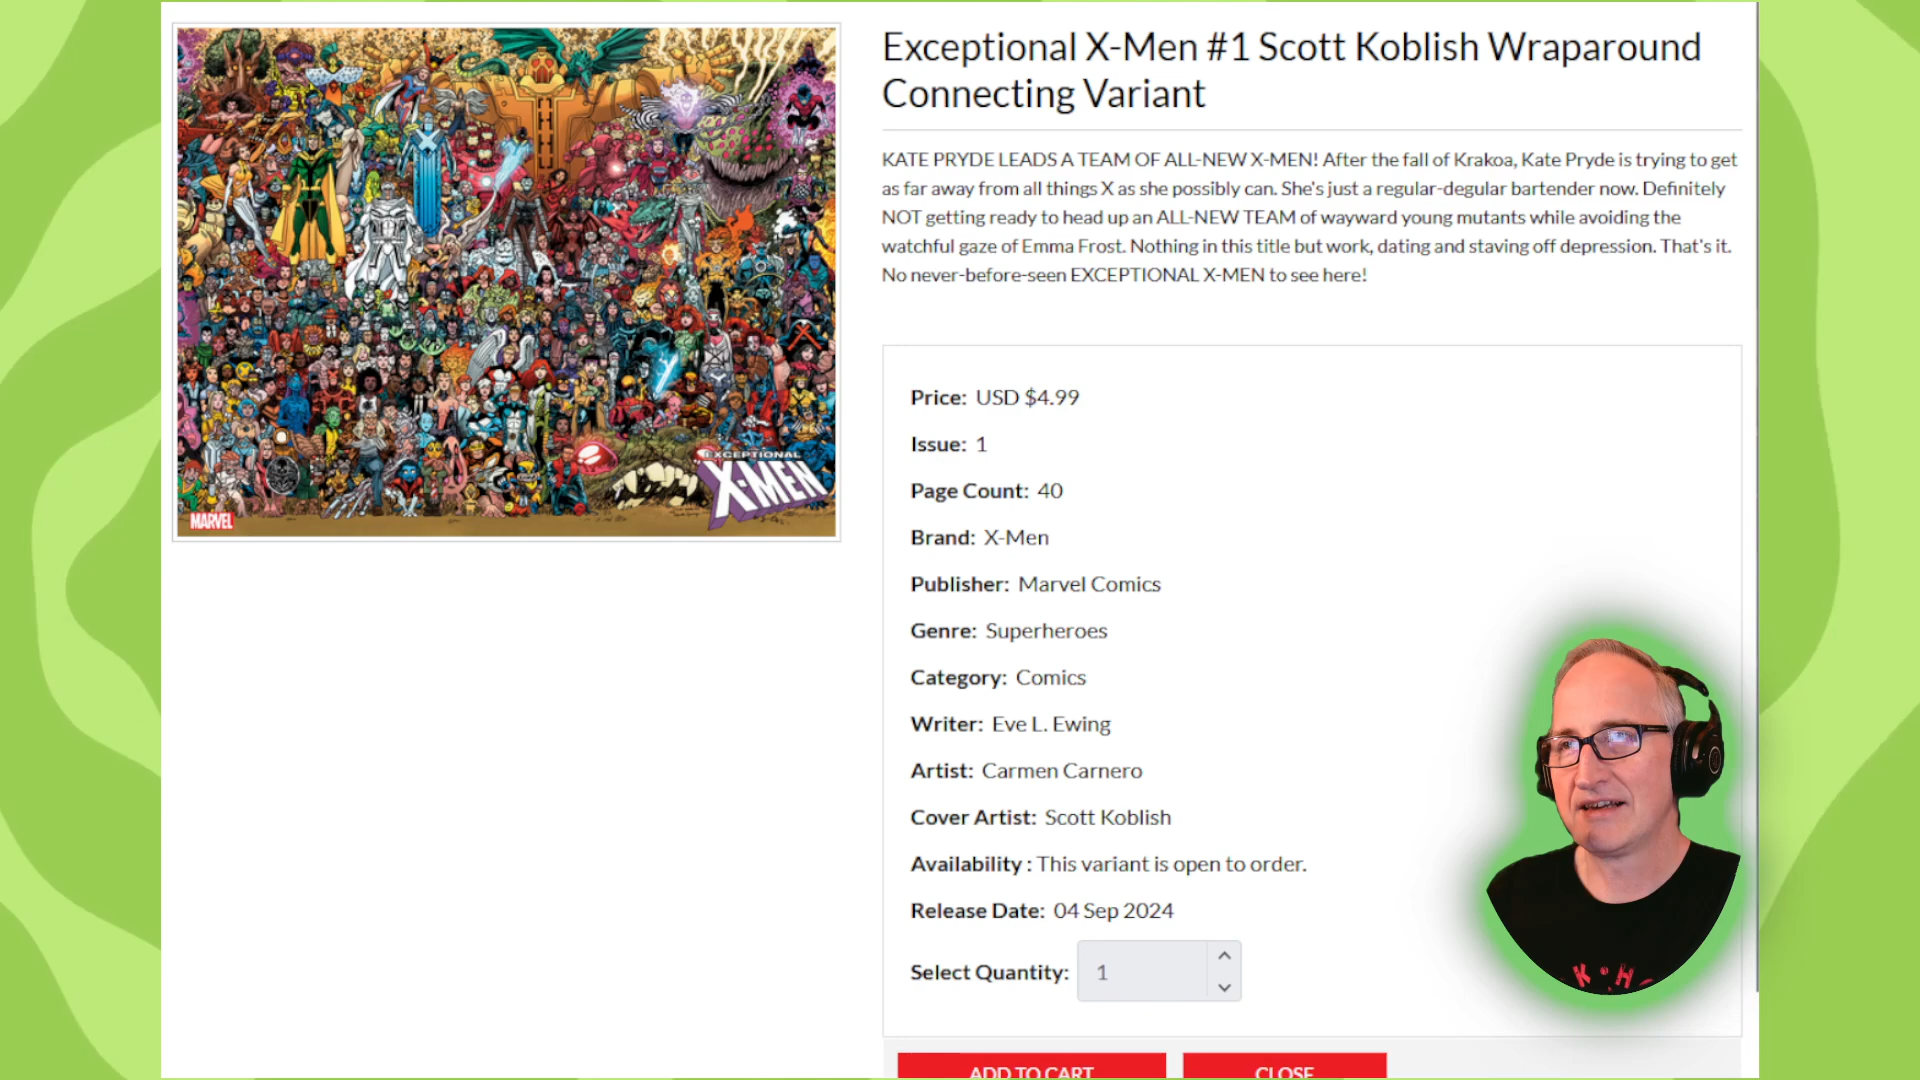 Exceptional X-Men #1 Scott Koblish Wraparound
Connecting Variant
KATE PRYDE LEADS A TEAM OF ALL-NEW X-MEN! After the fall of Krakoa, Kate Pryde is trying to get
as far away from all things X as she possibly can. She's just a regular-degular bartender now. Definitely
NOT getting ready to head up an ALL-NEW TEAM of wayward young mutants while avoiding the
watchful gaze of Emma Frost. Nothing in this title but work, dating and staving off depression. That's it.
No never-before-seen EXCEPTIONAL X-MEN to see here!
EXCEPTIONAL
X-MEN
MARVEL
Price: USD $4.99
Issue: 1
Page Count: 40
Brand: X-Men
Publisher: Marvel Comics
Genre: Superheroes
Category: Comics
Writer: Eve L. Ewing
Artist: Carmen Carnero
Cover Artist: Scott Koblish
Availability : This variant is open to order.
Release Date: 04 Sep 2024
Select Quantity: 1
ADD TO CART
CLOSE